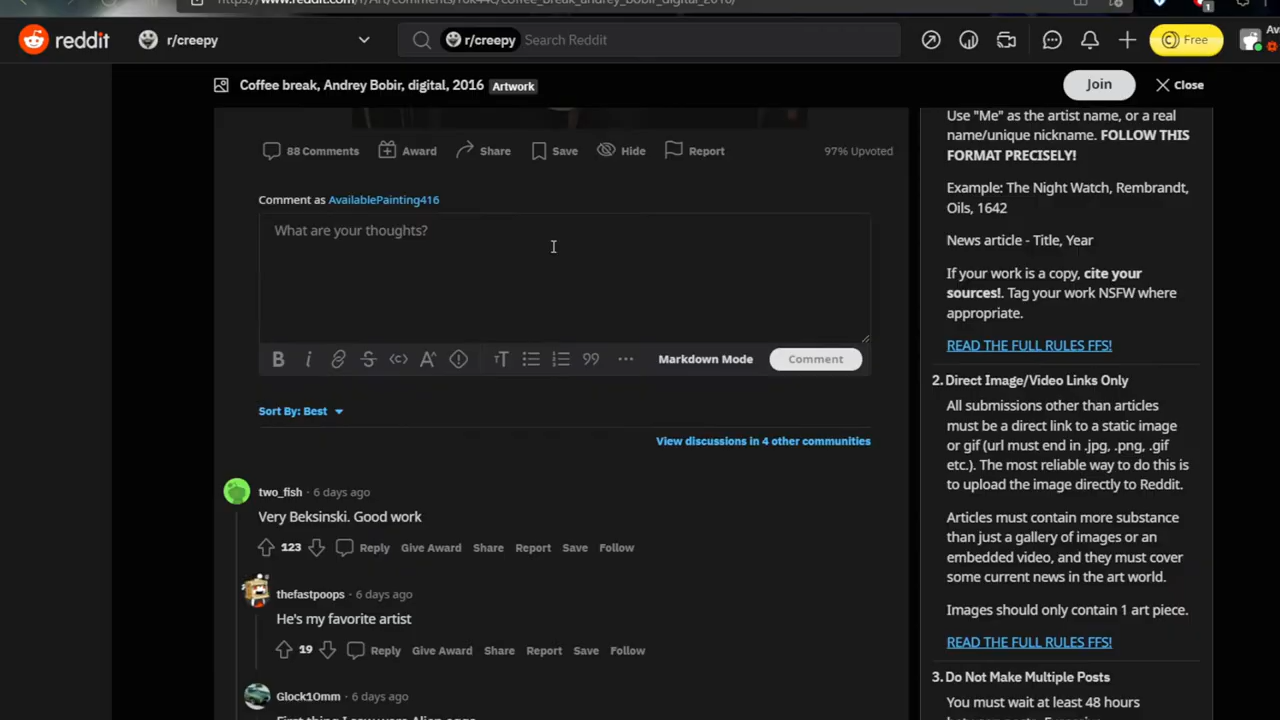 https://www.reddit.com/r/Art/comments/
coffee_break_andrey_bobir_digital_2016/
1
reddit r/creepy r/creepy Search Reddit Free
Coffee break, Andrey Bobir, digital, 2016 Artwork Join Close
88 Comments Award Share Save Hide Report 97% Upvoted
Comment as AvailablePainting416
What are your thoughts?
Markdown Mode Comment
Sort By: Best
View discussions in 4 other communities
two_fish · 6 days ago
Very Beksinski. Good work
123 Reply Give Award Share Report Save Follow
thefastpoops · 6 days ago
He's my favorite artist
19 Reply Give Award Share Report Save Follow
Glock1Omm · 6 days ago
Use "Me" as the artist name, or a real
name/unique nickname. FOLLOW THIS
FORMAT PRECISELY!
Example: The Night Watch, Rembrandt,
Oils, 1642
News article - Title, Year
If your work is a copy, cite your
sources!. Tag your work NSFW where
appropriate.
READ THE FULL RULES FFS!
2. Direct Image/Video Links Only
All submissions other than articles
must be a direct link to a static image
or gif (url must end in .jpg, .png, .gif
etc.). The most reliable way to do this is
to upload the image directly to Reddit.
Articles must contain more substance
than just a gallery of images or an
embedded video, and they must cover
some current news in the art world.
Images should only contain 1 art piece.
READ THE FULL RULES FFS!
3. Do Not Make Multiple Posts
You must wait at least 48 hours